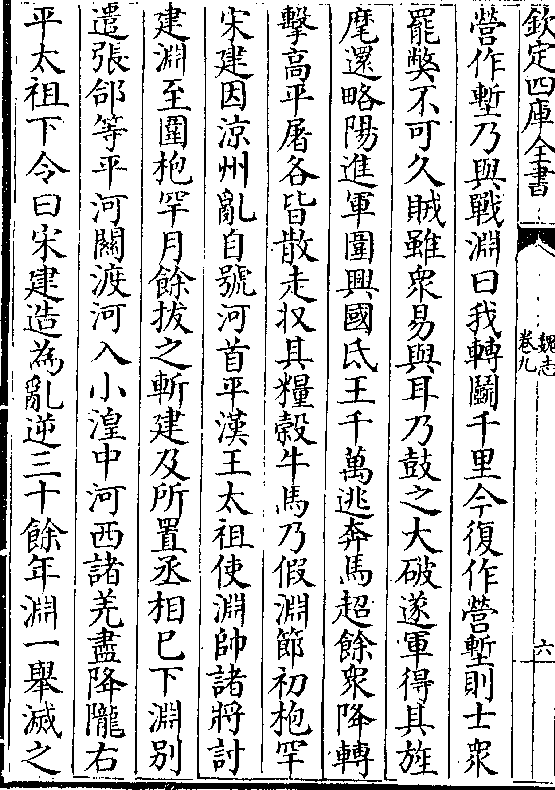 欽定四庫全書
魏志
卷九
六
營作塹乃與戰淵曰我轉鬬千里今復作營塹則士衆
罷弊不可久賊雖衆易與耳乃鼓之大破遂軍得其旌
麾還略陽進軍圍興國氐王千萬逃奔馬超餘衆降轉
擊髙平屠各皆散走収其糧榖牛馬乃假淵節初枹罕
宋建因涼州亂自號河首平漢王太祖使淵帥諸將討
建淵至圍枹罕月餘拔之斬建及所置丞相已下淵别
遣張郃等平河關渡河入小湟中河西諸羌盡降隴右
平太祖下令曰宋建造為亂逆三十餘年淵一舉滅之